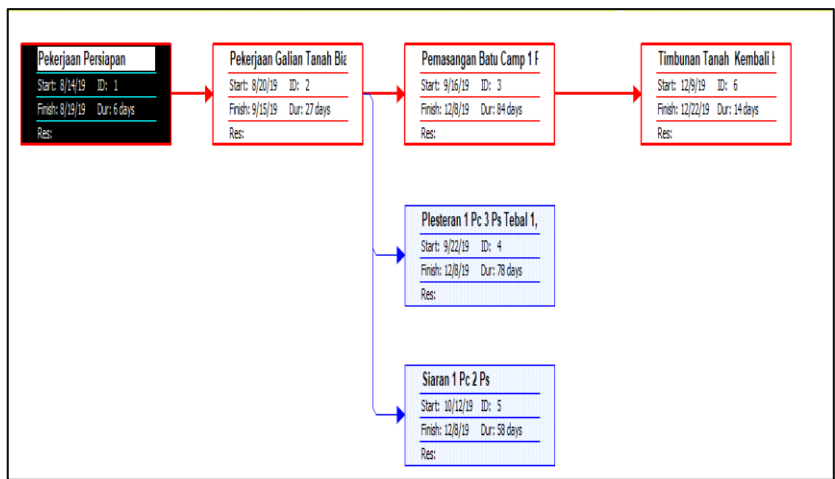 Pekerjaan Persiapan
Start: 8/14/19 ID: 1
Finish: 8/19/19 Dur: 6 days
Res:
Pekerjaan Galian Tanah Bia
Start: 8/20/19 ID: 2
Finish: 9/15/19 Dur: 27 days
Res:
Pemasangan Batu Camp 1 P
Start: 9/16/19 ID: 3
Finish: 12/8/19 Dur: 84 days
Res:
Timbunan Tanah Kembali H
Start: 12/9/19 ID: 6
Finish: 12/22/19 Dur: 14 days
Res:
Plesteran 1 Pc 3 Ps Tebal 1,
Start: 9/22/19 ID: 4
Finish: 12/8/19 Dur: 78 days
Res:
Siaran 1 Pc 2 Ps
Start: 10/12/19 ID: 5
Finish: 12/8/19 Dur: 58 days
Res: